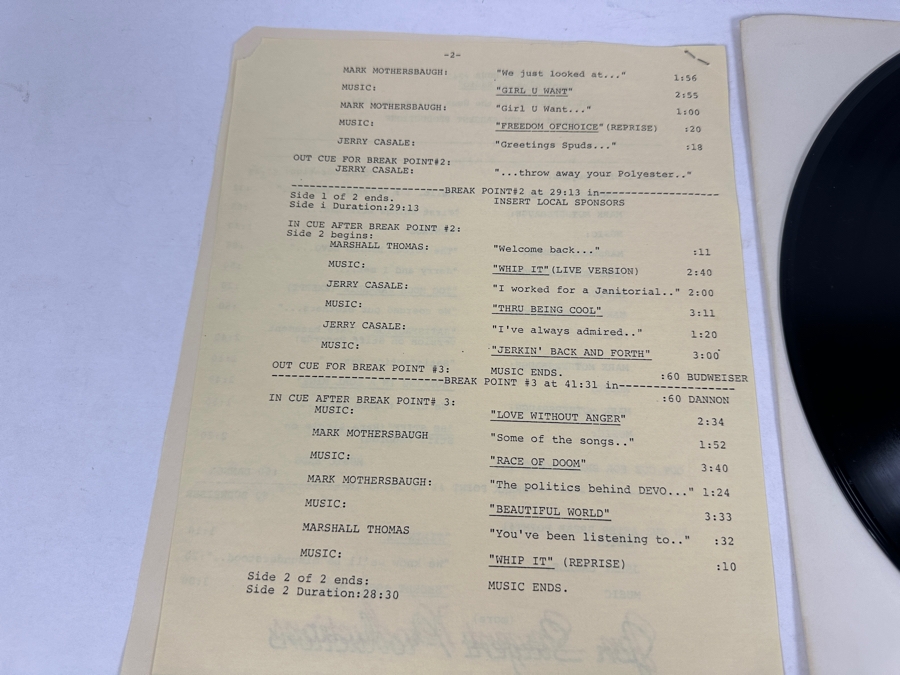 -2-
MARK MOTHERSBAUGH: "We just looked at..." 1:56
MUSIC: "GIRL U WANT" 2:55
MARK MOTHERSBAUGH: "Girl U Want..." 1:00
MUSIC: "FREEDOM OFCHOICE"(REPRISE) :20
JERRY CASALE: "Greetings Spuds..." :18
OUT CUE FOR BREAK POINT#2:
JERRY CASALE: "...throw away your Polyester.."
------------------------BREAK POINT#2 at 29:13 in-------------------
Side 1 of 2 ends. INSERT LOCAL SPONSORS
Side i Duration:29:13
IN CUE AFTER BREAK POINT #2:
Side 2 begins:
MARSHALL THOMAS: "Welcome back..." :11
MUSIC: "WHIP IT"(LIVE VERSION) 2:40
JERRY CASALE: "I worked for a Janitorial.." 2:00
MUSIC: "THRU BEING COOL" 3:11
JERRY CASALE: "I've always admired.." 1:20
MUSIC: "JERKIN' BACK AND FORTH" 3:00
OUT CUE FOR BREAK POINT #3: MUSIC ENDS. :60 BUDWEISER
--------------------------BREAK POINT #3 at 41:31 in-----------------
IN CUE AFTER BREAK POINT# 3: :60 DANNON
MUSIC: "LOVE WITHOUT ANGER" 2:34
MARK MOTHERSBAUGH "Some of the songs.." 1:52
MUSIC: "RACE OF DOOM" 3:40
MARK MOTHERSBAUGH: "The politics behind DEVO..." 1:24
MUSIC: "BEAUTIFUL WORLD" 3:33
MARSHALL THOMAS "You've been listening to.." :32
MUSIC: "WHIP IT" (REPRISE) :10
Side 2 of 2 ends: MUSIC ENDS.
Side 2 Duration:28:30